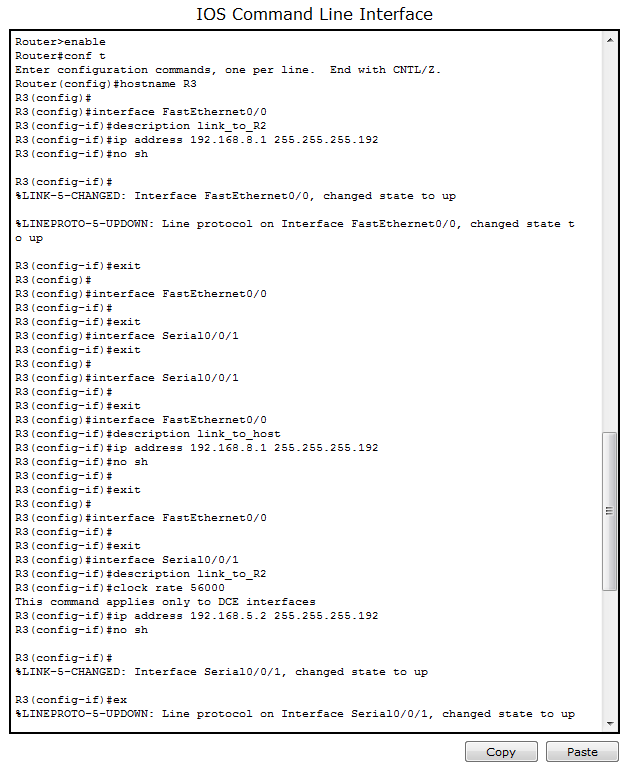 IOS Command Line Interface
Router>enable
Router#conf t
Enter configuration commands, one per line.  End with CNTL/Z.
Router(config)#hostname R3
R3(config)#
R3(config)#interface FastEthernet0/0
R3(config-if)#description link_to_R2
R3(config-if)#ip address 192.168.8.1 255.255.255.192
R3(config-if)#no sh
R3(config-if)#
%LINK-5-CHANGED: Interface FastEthernet0/0, changed state to up
%LINEPROTO-5-UPDOWN: Line protocol on Interface FastEthernet0/0, changed state t
o up
R3(config-if)#exit
R3(config)#
R3(config)#interface FastEthernet0/0
R3(config-if)#
R3(config-if)#exit
R3(config)#interface Serial0/0/1
R3(config-if)#exit
R3(config)#
R3(config)#interface Serial0/0/1
R3(config-if)#
R3(config-if)#exit
R3(config)#interface FastEthernet0/0
R3(config-if)#description link_to_host
R3(config-if)#ip address 192.168.8.1 255.255.255.192
R3(config-if)#no sh
R3(config-if)#
R3(config-if)#exit
R3(config)#
R3(config)#interface FastEthernet0/0
R3(config-if)#
R3(config-if)#exit
R3(config)#interface Serial0/0/1
R3(config-if)#description link_to_R2
R3(config-if)#clock rate 56000
This command applies only to DCE interfaces
R3(config-if)#ip address 192.168.5.2 255.255.255.192
R3(config-if)#no sh
R3(config-if)#
%LINK-5-CHANGED: Interface Serial0/0/1, changed state to up
R3(config-if)#ex
%LINEPROTO-5-UPDOWN: Line protocol on Interface Serial0/0/1, changed state to up
Copy
Paste